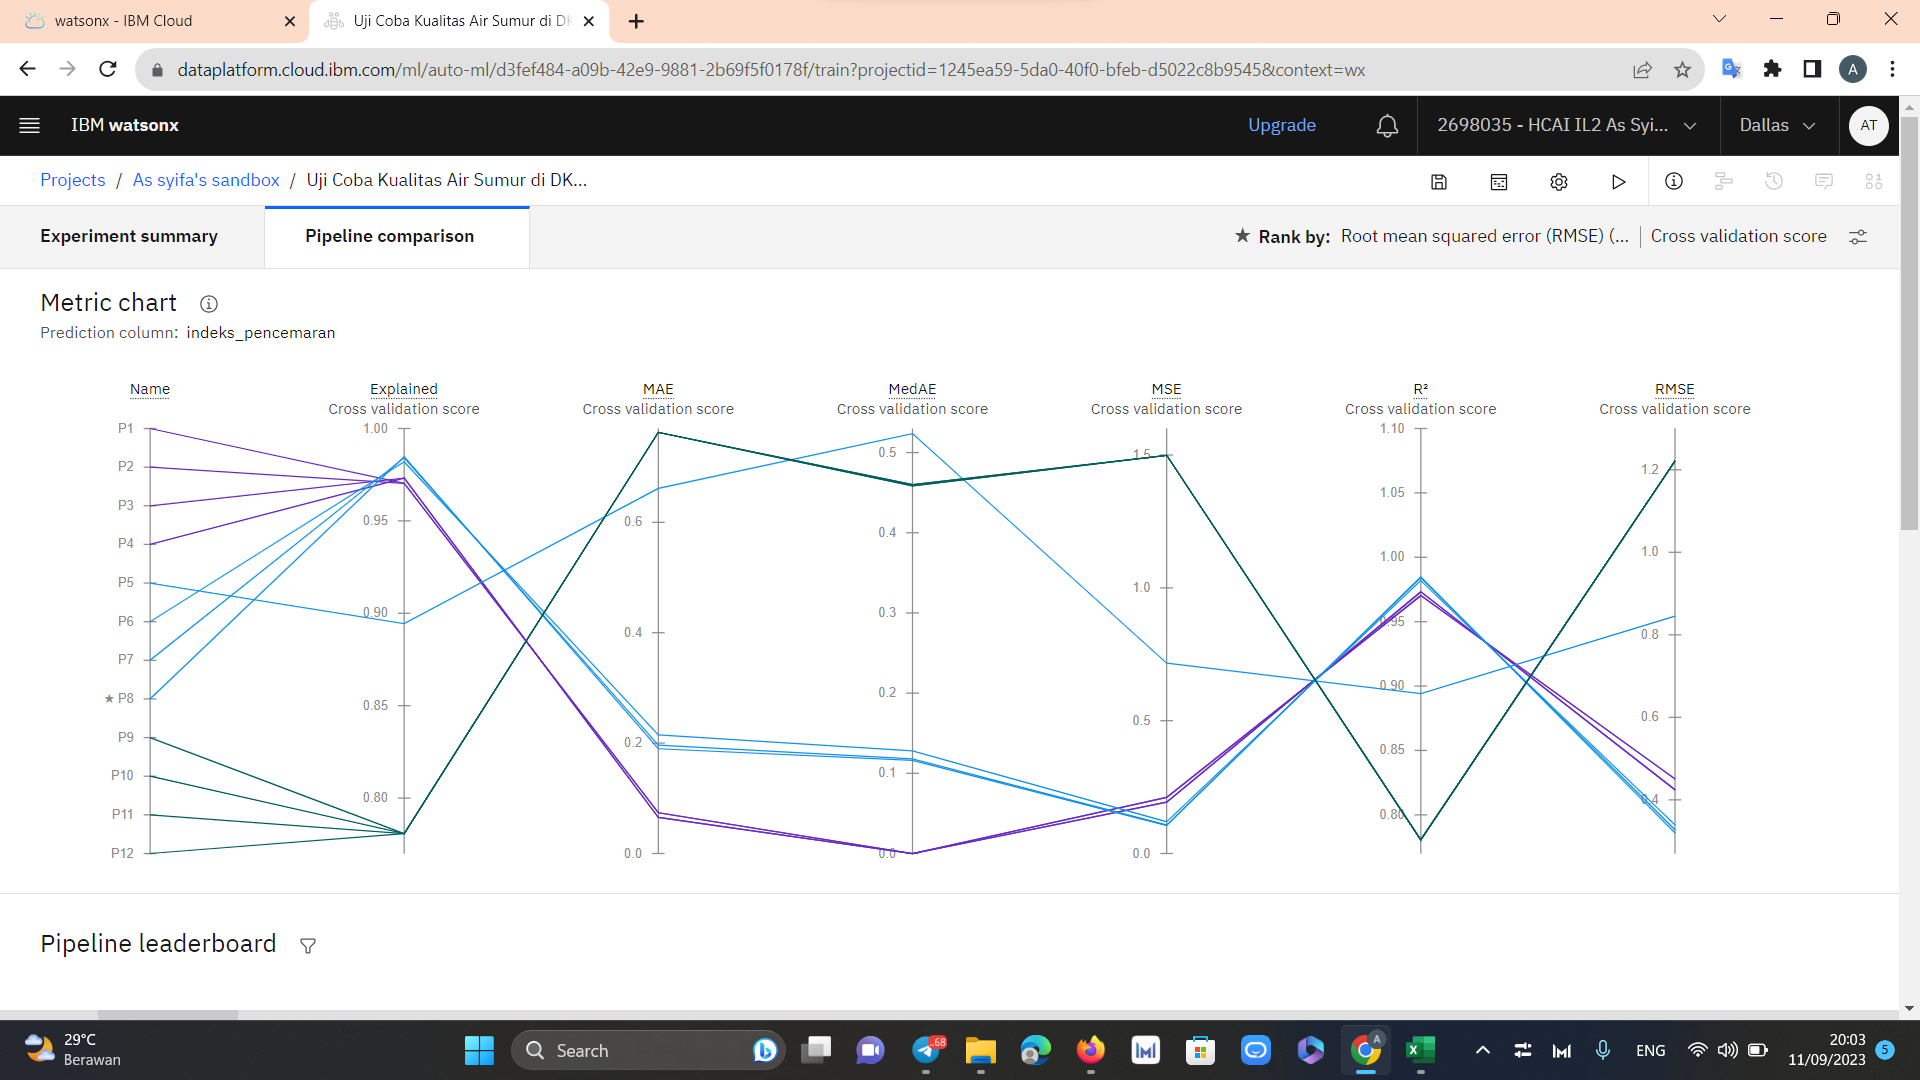 watsonx - IBM Cloud
Uji Coba Kualitas Air Sumur di DK
dataplatform.cloud.ibm.com/ml/auto-ml/d3fef484-a09b-42e9-9881-2b69f5f0178f/train?projectid=1245ea59-5da0-40f0-bfeb-d5022c8b9545&context=wx
A
IBM watsonx
Upgrade
2698035 - HCAI IL2 As Syi...
Dallas
AT
Projects / As syifa's sandbox / Uji Coba Kualitas Air Sumur di DK...
Experiment summary
Pipeline comparison
★ Rank by: Root mean squared error (RMSE) (... | Cross validation score
Metric chart
Prediction column: indeks_pencemaran
Name
Explained
MAE
MedAE
MSE
R²
RMSE
Cross validation score
Cross validation score
Cross validation score
Cross validation score
Cross validation score
Cross validation score
P1
P2
P3
P4
P5
P6
P7
★ P8
P9
P10
P11
P12
1.00
0.95
0.90
0.85
0.80
0.6
0.4
0.2
0.0
0.5
0.4
0.3
0.2
0.1
0.0
1.5
1.0
0.5
0.0
1.10
1.05
1.00
0.95
0.90
0.85
0.80
1.2
1.0
0.8
0.6
0.4
Pipeline leaderboard
29°C
Berawan
Search
..68
A
ENG
20:03
11/09/2023
5